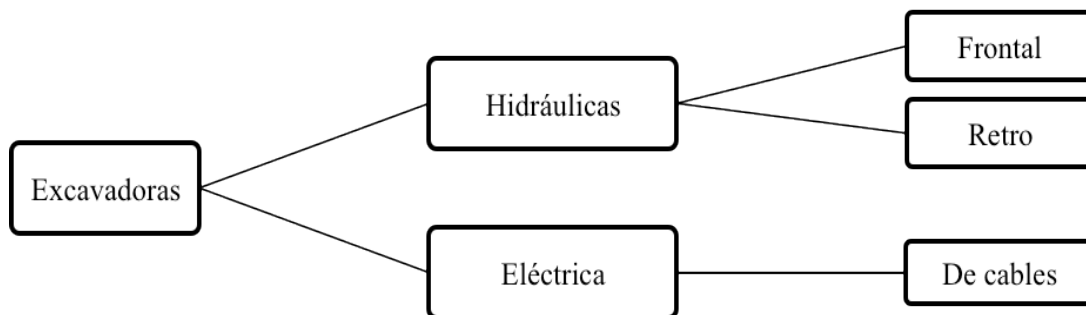 Excavadoras
Hidráulicas
Frontal
Retro
Eléctrica
De cables